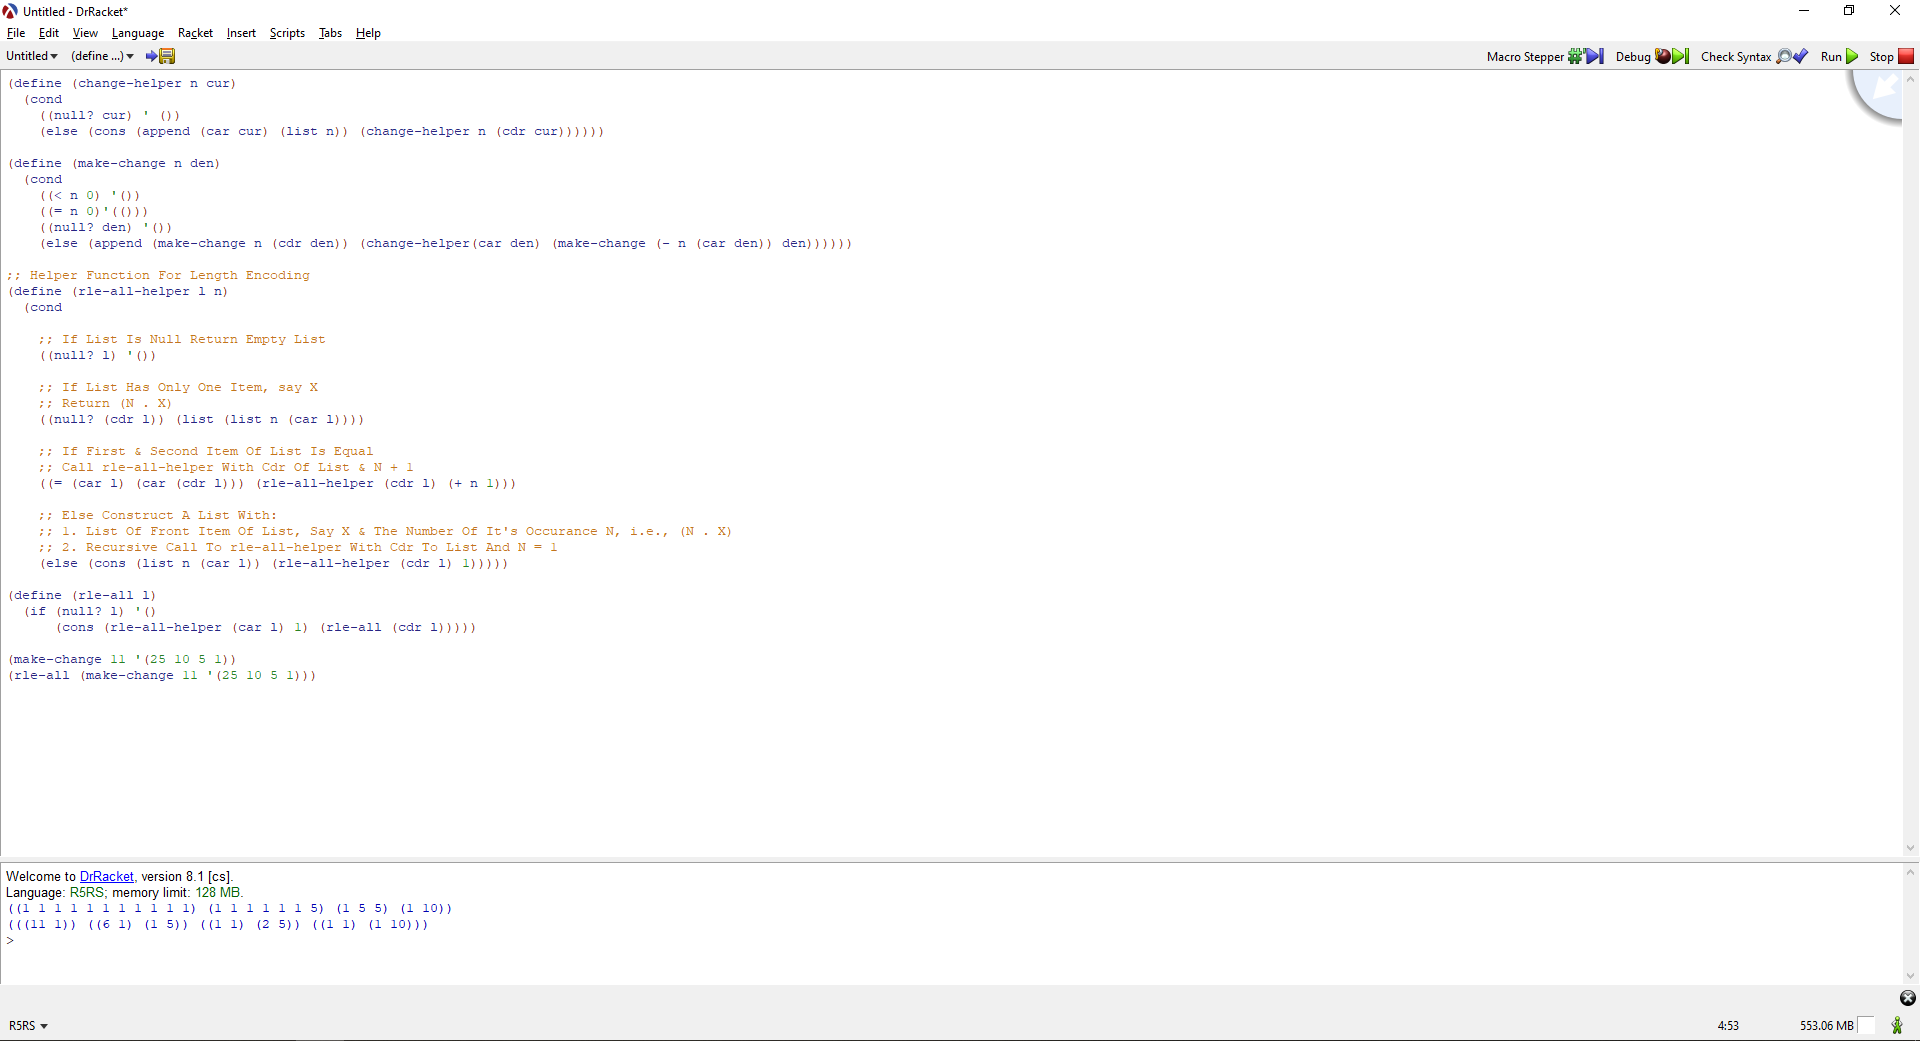 Untitled - DrRacket*
File Edit View Language Racket Insert Scripts Tabs Help
Untitled (define ...) Macro Stepper Debug Check Syntax Run Stop
(define (change-helper n cur)
  (cond
    ((null? cur) ' ())
    (else (cons (append (car cur) (list n)) (change-helper n (cdr cur))))))
(define (make-change n den)
  (cond
    ((< n 0) '())
    ((= n 0)'(()))
    ((null? den) '())
    (else (append (make-change n (cdr den)) (change-helper(car den) (make-change (- n (car den)) den))))))
;; Helper Function For Length Encoding
(define (rle-all-helper l n)
  (cond
    ;; If List Is Null Return Empty List
    ((null? l) '())
    ;; If List Has Only One Item, say X
    ;; Return (N . X)
    ((null? (cdr l)) (list (list n (car l))))
    ;; If First & Second Item Of List Is Equal
    ;; Call rle-all-helper With Cdr Of List & N + 1
    ((= (car l) (car (cdr l))) (rle-all-helper (cdr l) (+ n 1)))
    ;; Else Construct A List With:
    ;; 1. List Of Front Item Of List, Say X & The Number Of It's Occurance N, i.e., (N . X)
    ;; 2. Recursive Call To rle-all-helper With Cdr To List And N = 1
    (else (cons (list n (car l)) (rle-all-helper (cdr l) 1)))))
(define (rle-all l)
  (if (null? l) '()
      (cons (rle-all-helper (car l) 1) (rle-all (cdr l)))))
(make-change 11 '(25 10 5 1))
(rle-all (make-change 11 '(25 10 5 1)))
Welcome to DrRacket, version 8.1 [cs].
Language: R5RS; memory limit: 128 MB.
((1 1 1 1 1 1 1 1 1 1 1) (1 1 1 1 1 1 5) (1 5 5) (1 10))
(((11 1)) ((6 1) (1 5)) ((1 1) (2 5)) ((1 1) (1 10)))
>
R5RS 4:53 553.06 MB